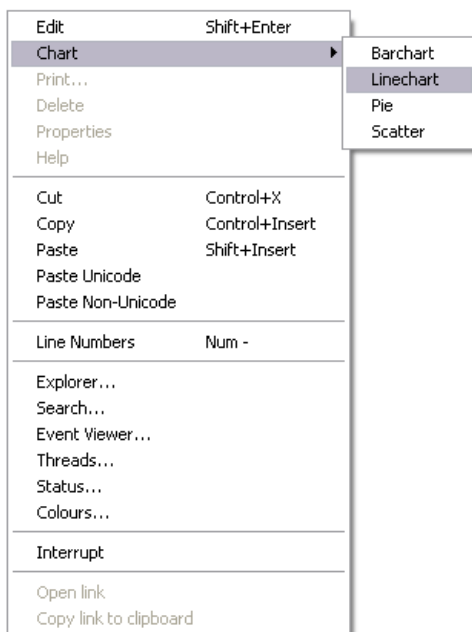 Edit Shift+Enter
Chart
Print...
Delete
Properties
Help
Cut Control+X
Copy Control+Insert
Paste Shift+Insert
Paste Unicode
Paste Non-Unicode
Line Numbers Num -
Explorer...
Search...
Event Viewer...
Threads...
Status...
Colours...
Interrupt
Open link
Copy link to clipboard
Barchart
Linechart
Pie
Scatter